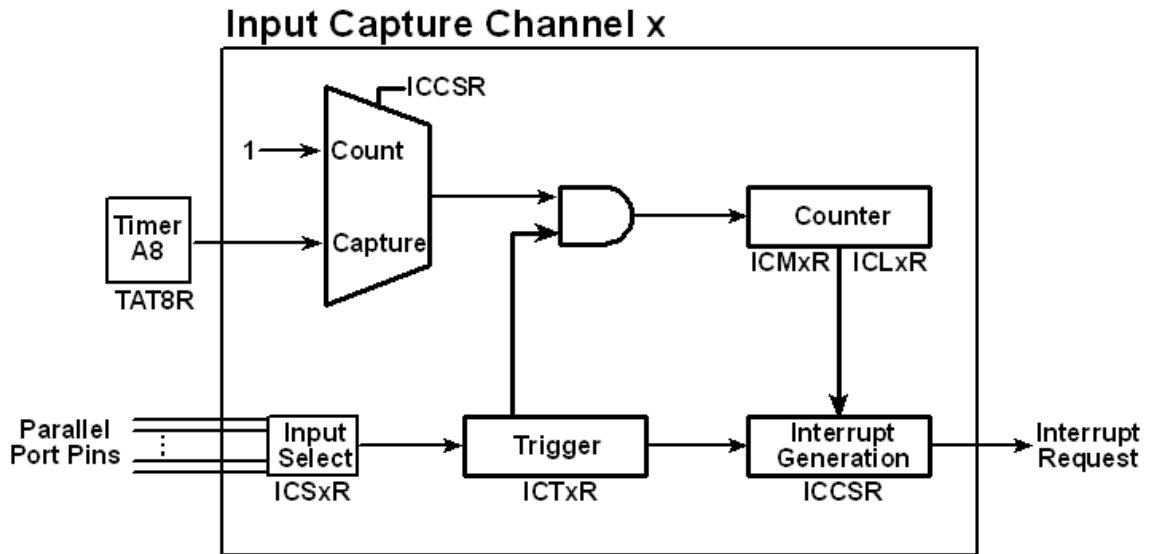 Input Capture Channel x
ICCSR
1
Count
Timer
A8
Capture
TAT8R
Counter
ICMxR ICLxR
Parallel
Port Pins
Input
Select
ICSxR
Trigger
ICTxR
Interrupt
Generation
ICCSR
Interrupt
Request